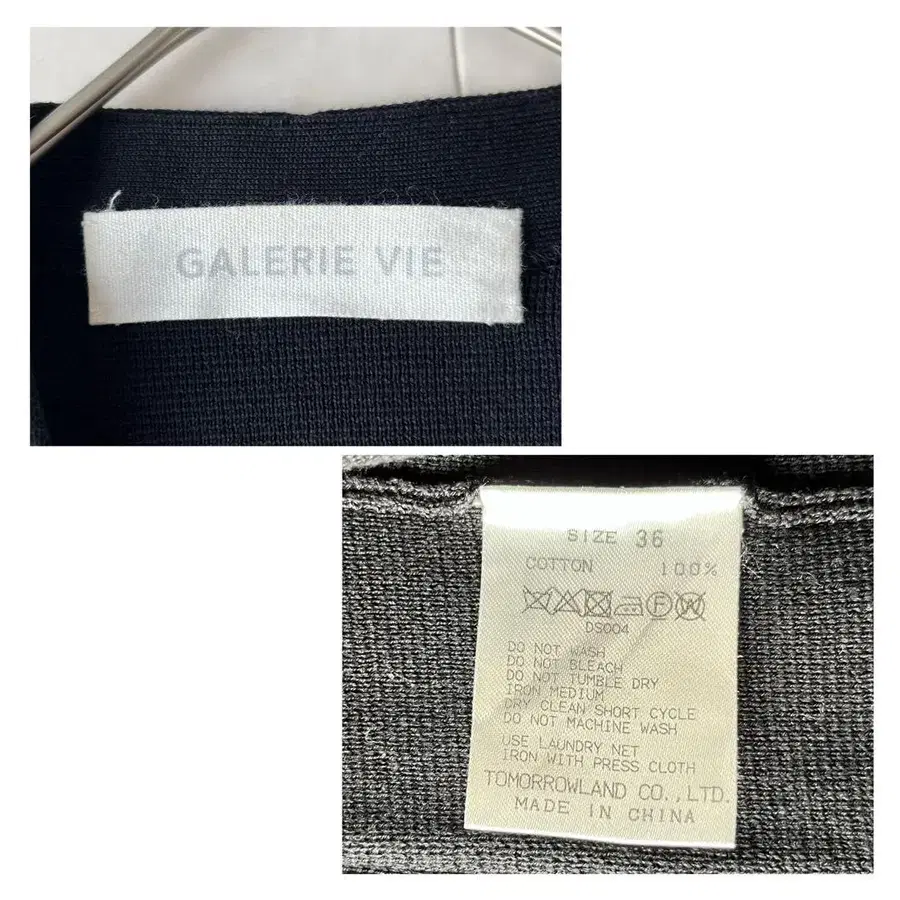 GALERIE VIE
SIZE 36
COTTON 100%
DS004
DO NOT WASH
DO NOT BLEACH
DO NOT TUMBLE DRY
IRON MEDIUM
DRY CLEAN SHORT CYCLE
DO NOT MACHINE WASH
USE LAUNDRY NET
IRON WITH PRESS CLOTH
TOMORROWLAND CO., LTD.
MADE IN CHINA